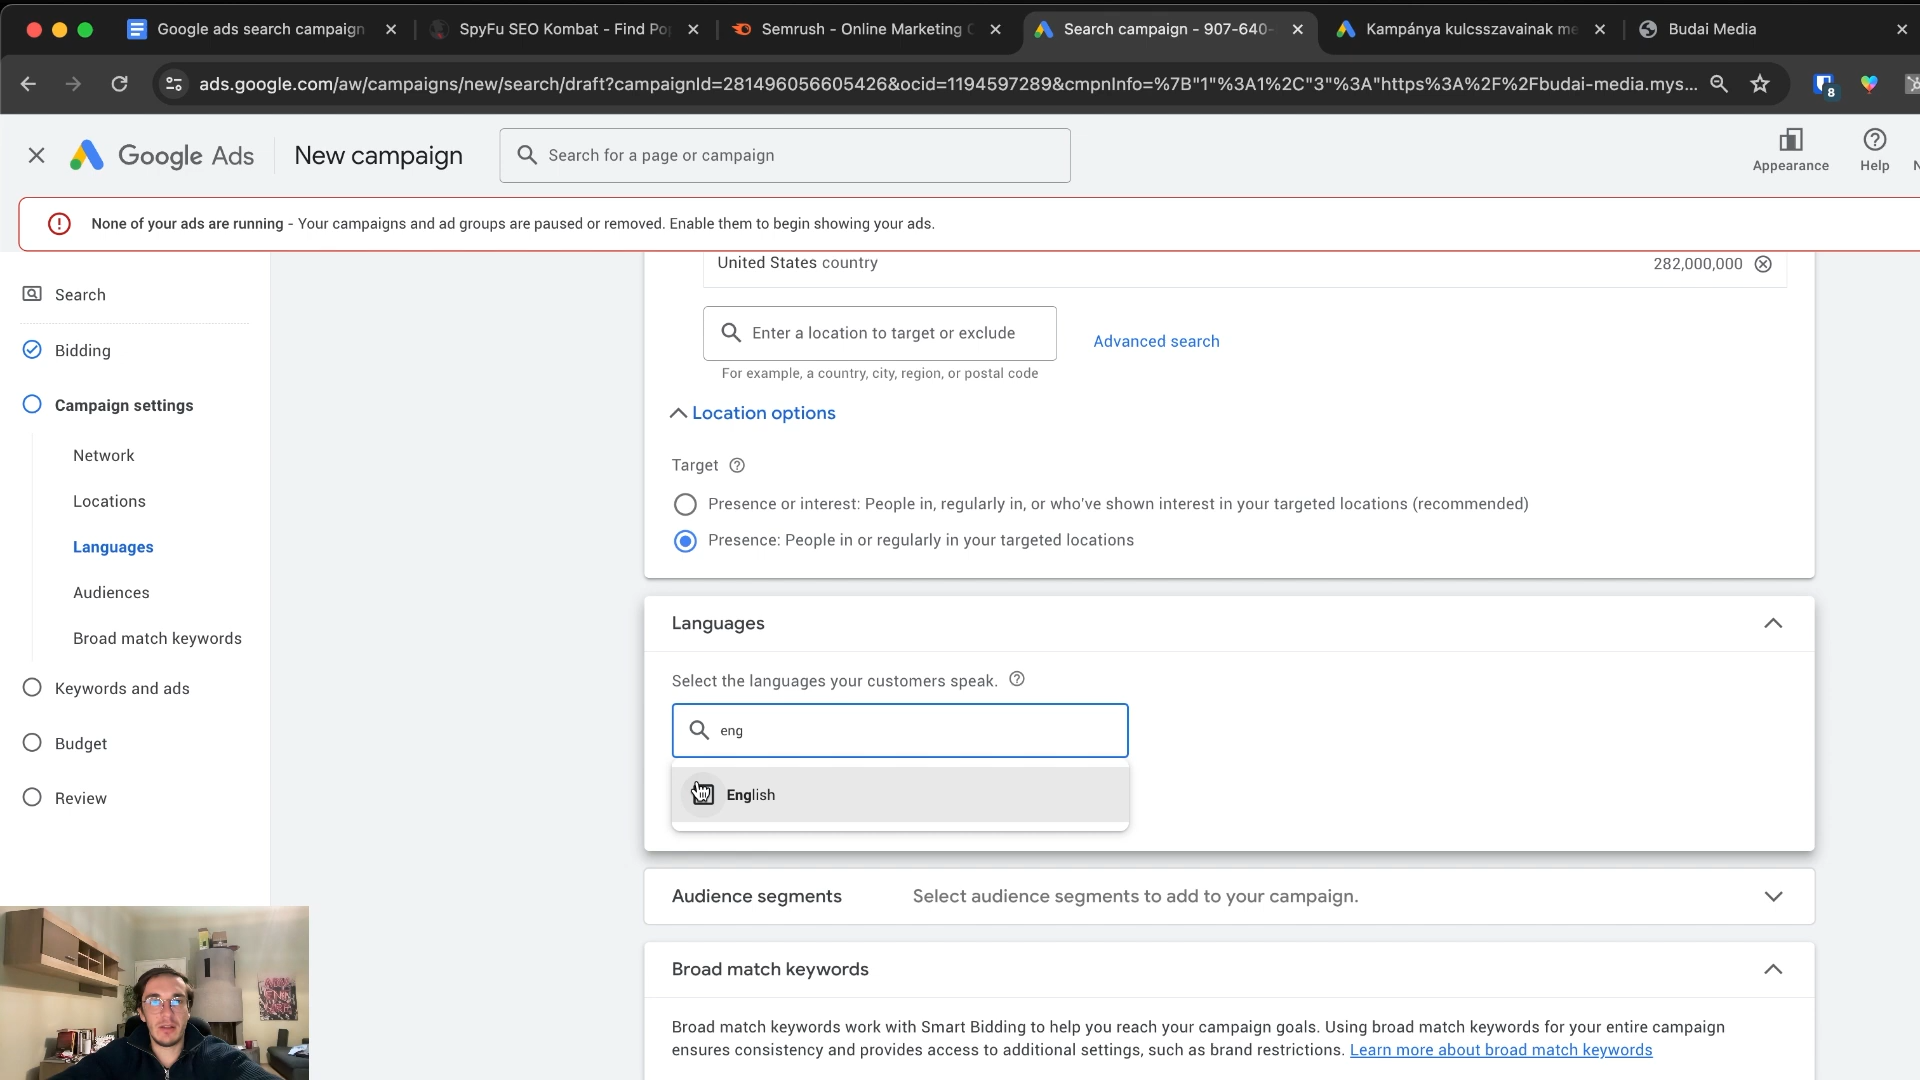 Google ads search campaign
SpyFu SEO Kombat - Find Po
Semrush - Online Marketing
Search campaign - 907-640-
Kampánya kulcsszavainak me
Budai Media
ads.google.com/aw/campaigns/new/search/draft?campaignId=281496056605426&ocid=1194597289&cmpnInfo=%7B"1"%3A1%2C"3"%3A"https%3A%2F%2Fbudai-media.mys...
8
Google Ads
New campaign
Search for a page or campaign
Appearance
Help
None of your ads are running - Your campaigns and ad groups are paused or removed. Enable them to begin showing your ads.
Search
Bidding
Campaign settings
Network
Locations
Languages
Audiences
Broad match keywords
Keywords and ads
Budget
Review
United States country
282,000,000
Enter a location to target or exclude
Advanced search
For example, a country, city, region, or postal code
Location options
Target
Presence or interest: People in, regularly in, or who've shown interest in your targeted locations (recommended)
Presence: People in or regularly in your targeted locations
Languages
Select the languages your customers speak.
eng
English
Audience segments
Select audience segments to add to your campaign.
Broad match keywords
Broad match keywords work with Smart Bidding to help you reach your campaign goals. Using broad match keywords for your entire campaign
ensures consistency and provides access to additional settings, such as brand restrictions. Learn more about broad match keywords